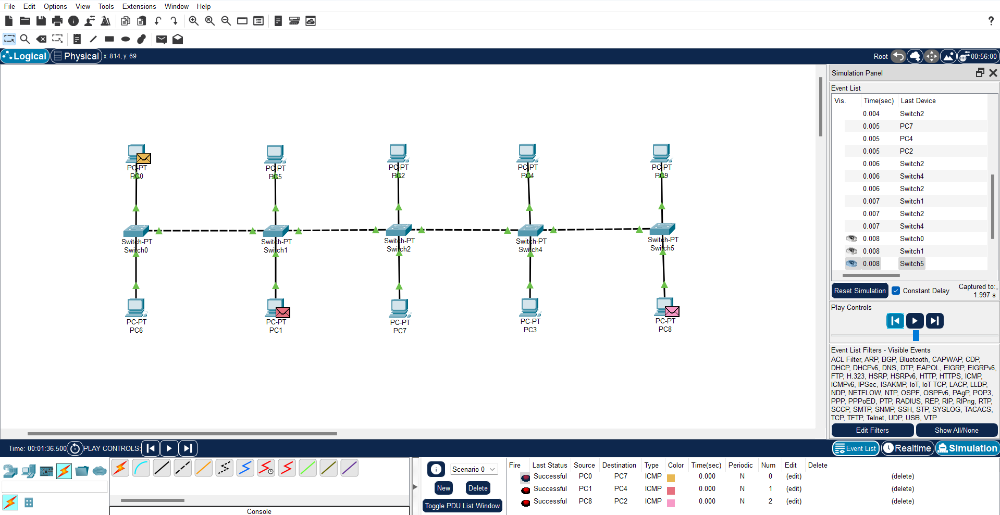 File Edit Options View Tools Extensions Window Help
?
Logical Physical x: 814, y: 69 Root 00:56:00
Simulation Panel
Event List
Vis. Time(sec) Last Device
0.004 Switch2
0.005 PC7
0.005 PC4
0.005 PC2
0.006 Switch2
0.006 Switch4
0.006 Switch2
0.007 Switch1
0.007 Switch2
0.007 Switch4
0.008 Switch0
0.008 Switch1
0.008 Switch5
Reset Simulation Constant Delay Captured to:
1.997 s
Play Controls
Event List Filters - Visible Events
ACL Filter, ARP, BGP, Bluetooth, CAPWAP, CDP,
DHCP, DHCPv6, DNS, DTP, EAPOL, EIGRP, EIGRPv6,
FTP, H.323, HSRP, HSRPv6, HTTP, HTTPS, ICMP,
ICMPv6, IPSec, ISAKMP, IoT, IoT TCP, LACP, LLDP,
NDP, NETFLOW, NTP, OSPF, OSPFv6, PAgP, POP3,
PPP, PPPoED, PTP, RADIUS, REP, RIP, RIPng, RTP,
SCCP, SMTP, SNMP, SSH, STP, SYSLOG, TACACS,
TCP, TFTP, Telnet, UDP, USB, VTP
Edit Filters Show All/None
PC-PT
PC0
PC-PT
PC5
PC-PT
PC2
PC-PT
PC4
PC-PT
PC9
Switch-PT
Switch0
Switch-PT
Switch1
Switch-PT
Switch2
Switch-PT
Switch4
Switch-PT
Switch5
PC-PT
PC6
PC-PT
PC1
PC-PT
PC7
PC-PT
PC3
PC-PT
PC8
Time: 00:01:36.500 PLAY CONTROLS: Event List Realtime Simulation
Console
Scenario 0
New Delete
Toggle PDU List Window
Fire Last Status Source Destination Type Color Time(sec) Periodic Num Edit Delete
Successful PC0 PC7 ICMP 0.000 N 0 (edit) (delete)
Successful PC1 PC4 ICMP 0.000 N 1 (edit) (delete)
Successful PC8 PC2 ICMP 0.000 N 2 (edit) (delete)